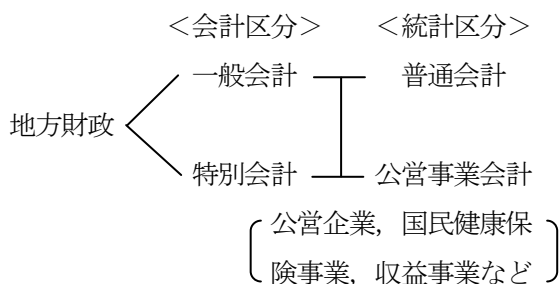 ＜会計区分＞ ＜統計区分＞
一般会計 普通会計
地方財政
特別会計 公営事業会計
公営企業，国民健康保
険事業，収益事業など